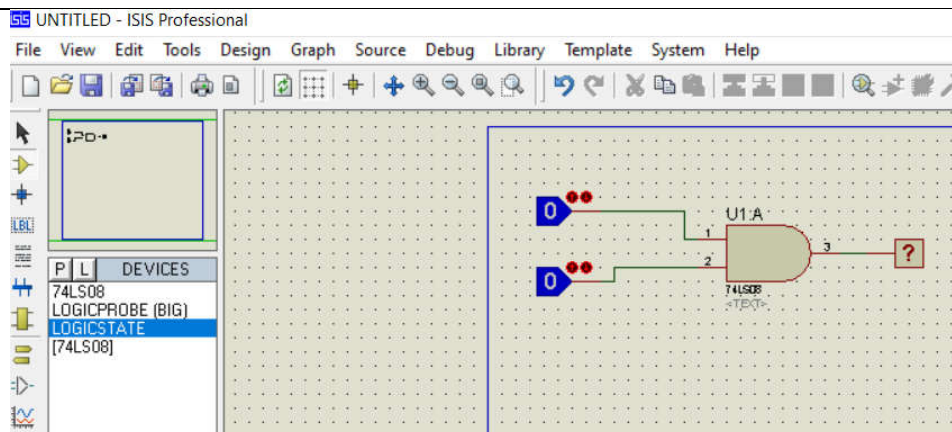 ISIS UNTITLED - ISIS Professional
File View Edit Tools Design Graph Source Debug Library Template System Help
LBL
P L DEVICES
74LS08
LOGICPROBE (BIG)
LOGICSTATE
[74LS08]
0
0
U1:A
1
2
3
?
74LS08
<TEXT>